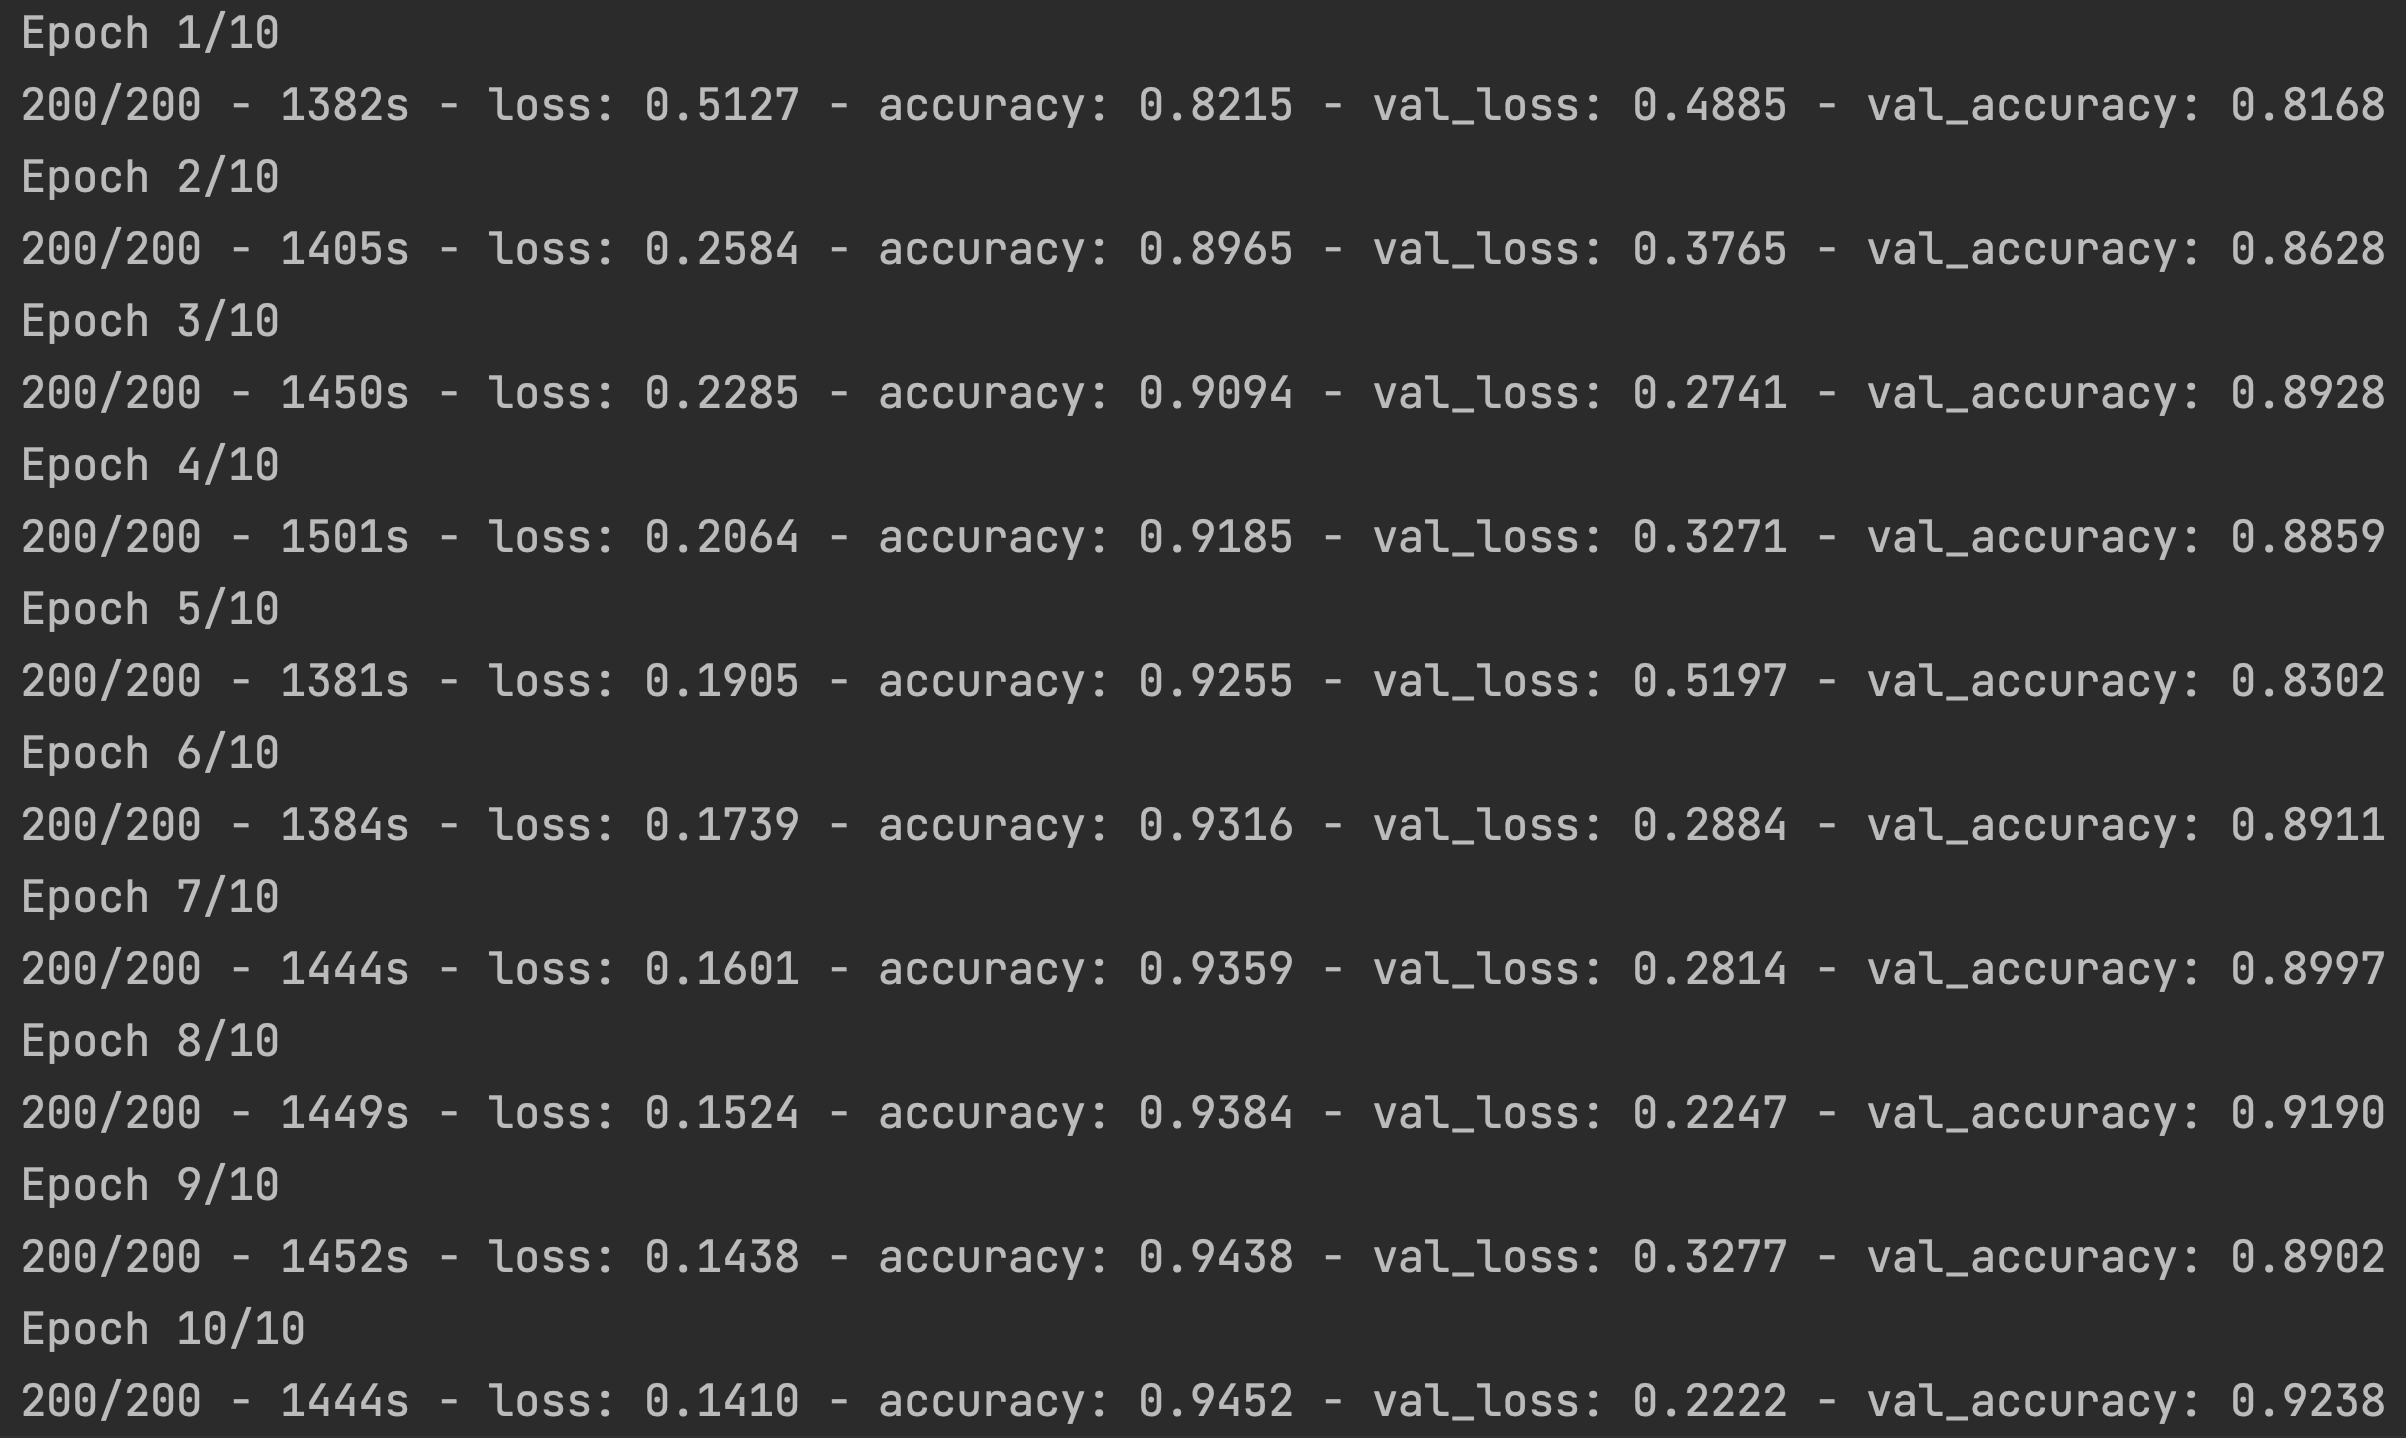 Epoch 1/10
200/200 - 1382s - loss: 0.5127 - accuracy: 0.8215 - val_loss: 0.4885 - val_accuracy: 0.8168
Epoch 2/10
200/200 - 1405s - loss: 0.2584 - accuracy: 0.8965 - val_loss: 0.3765 - val_accuracy: 0.8628
Epoch 3/10
200/200 - 1450s - loss: 0.2285 - accuracy: 0.9094 - val_loss: 0.2741 - val_accuracy: 0.8928
Epoch 4/10
200/200 - 1501s - loss: 0.2064 - accuracy: 0.9185 - val_loss: 0.3271 - val_accuracy: 0.8859
Epoch 5/10
200/200 - 1381s - loss: 0.1905 - accuracy: 0.9255 - val_loss: 0.5197 - val_accuracy: 0.8302
Epoch 6/10
200/200 - 1384s - loss: 0.1739 - accuracy: 0.9316 - val_loss: 0.2884 - val_accuracy: 0.8911
Epoch 7/10
200/200 - 1444s - loss: 0.1601 - accuracy: 0.9359 - val_loss: 0.2814 - val_accuracy: 0.8997
Epoch 8/10
200/200 - 1449s - loss: 0.1524 - accuracy: 0.9384 - val_loss: 0.2247 - val_accuracy: 0.9190
Epoch 9/10
200/200 - 1452s - loss: 0.1438 - accuracy: 0.9438 - val_loss: 0.3277 - val_accuracy: 0.8902
Epoch 10/10
200/200 - 1444s - loss: 0.1410 - accuracy: 0.9452 - val_loss: 0.2222 - val_accuracy: 0.9238